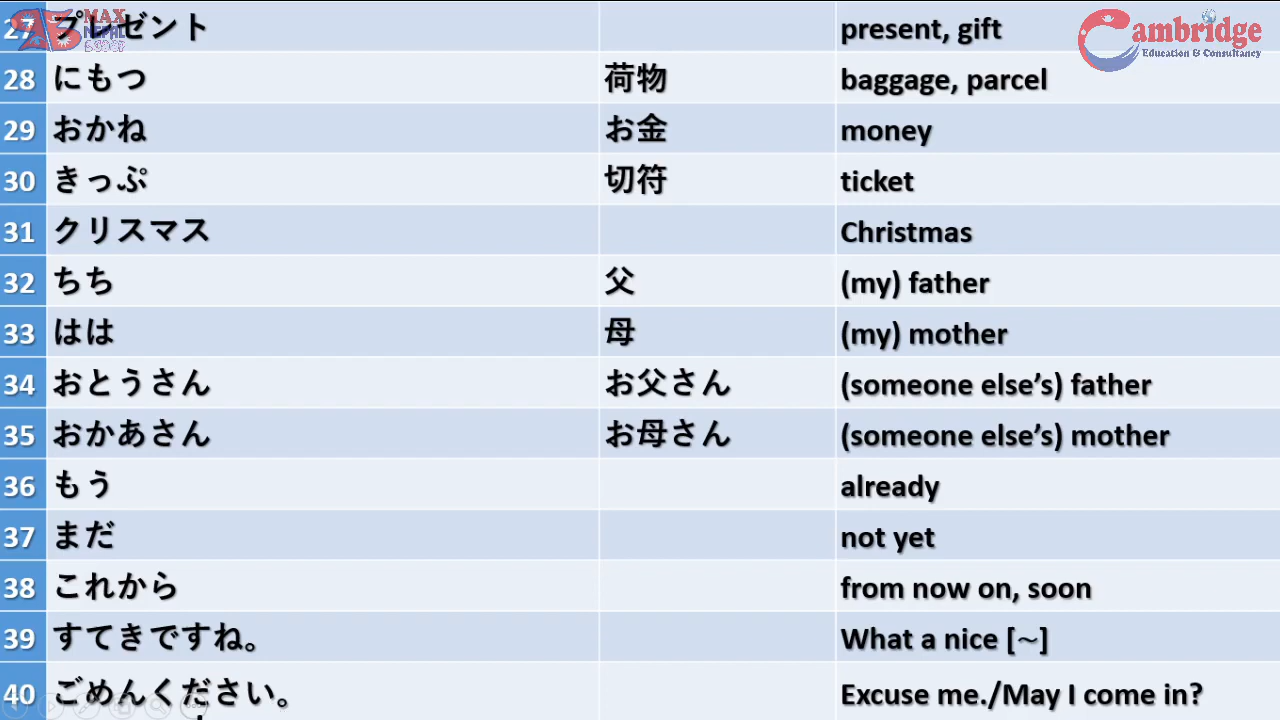 MAX
NEPAL
Cambridge
Education & Consultancy
27 プレゼント present, gift
28 にもつ 荷物 baggage, parcel
29 おかね お金 money
30 きっぷ 切符 ticket
31 クリスマス Christmas
32 ちち 父 (my) father
33 はは 母 (my) mother
34 おとうさん お父さん (someone else’s) father
35 おかあさん お母さん (someone else’s) mother
36 もう already
37 まだ not yet
38 これから from now on, soon
39 すてきですね。 What a nice [~]
40 ごめんください。 Excuse me./May I come in?